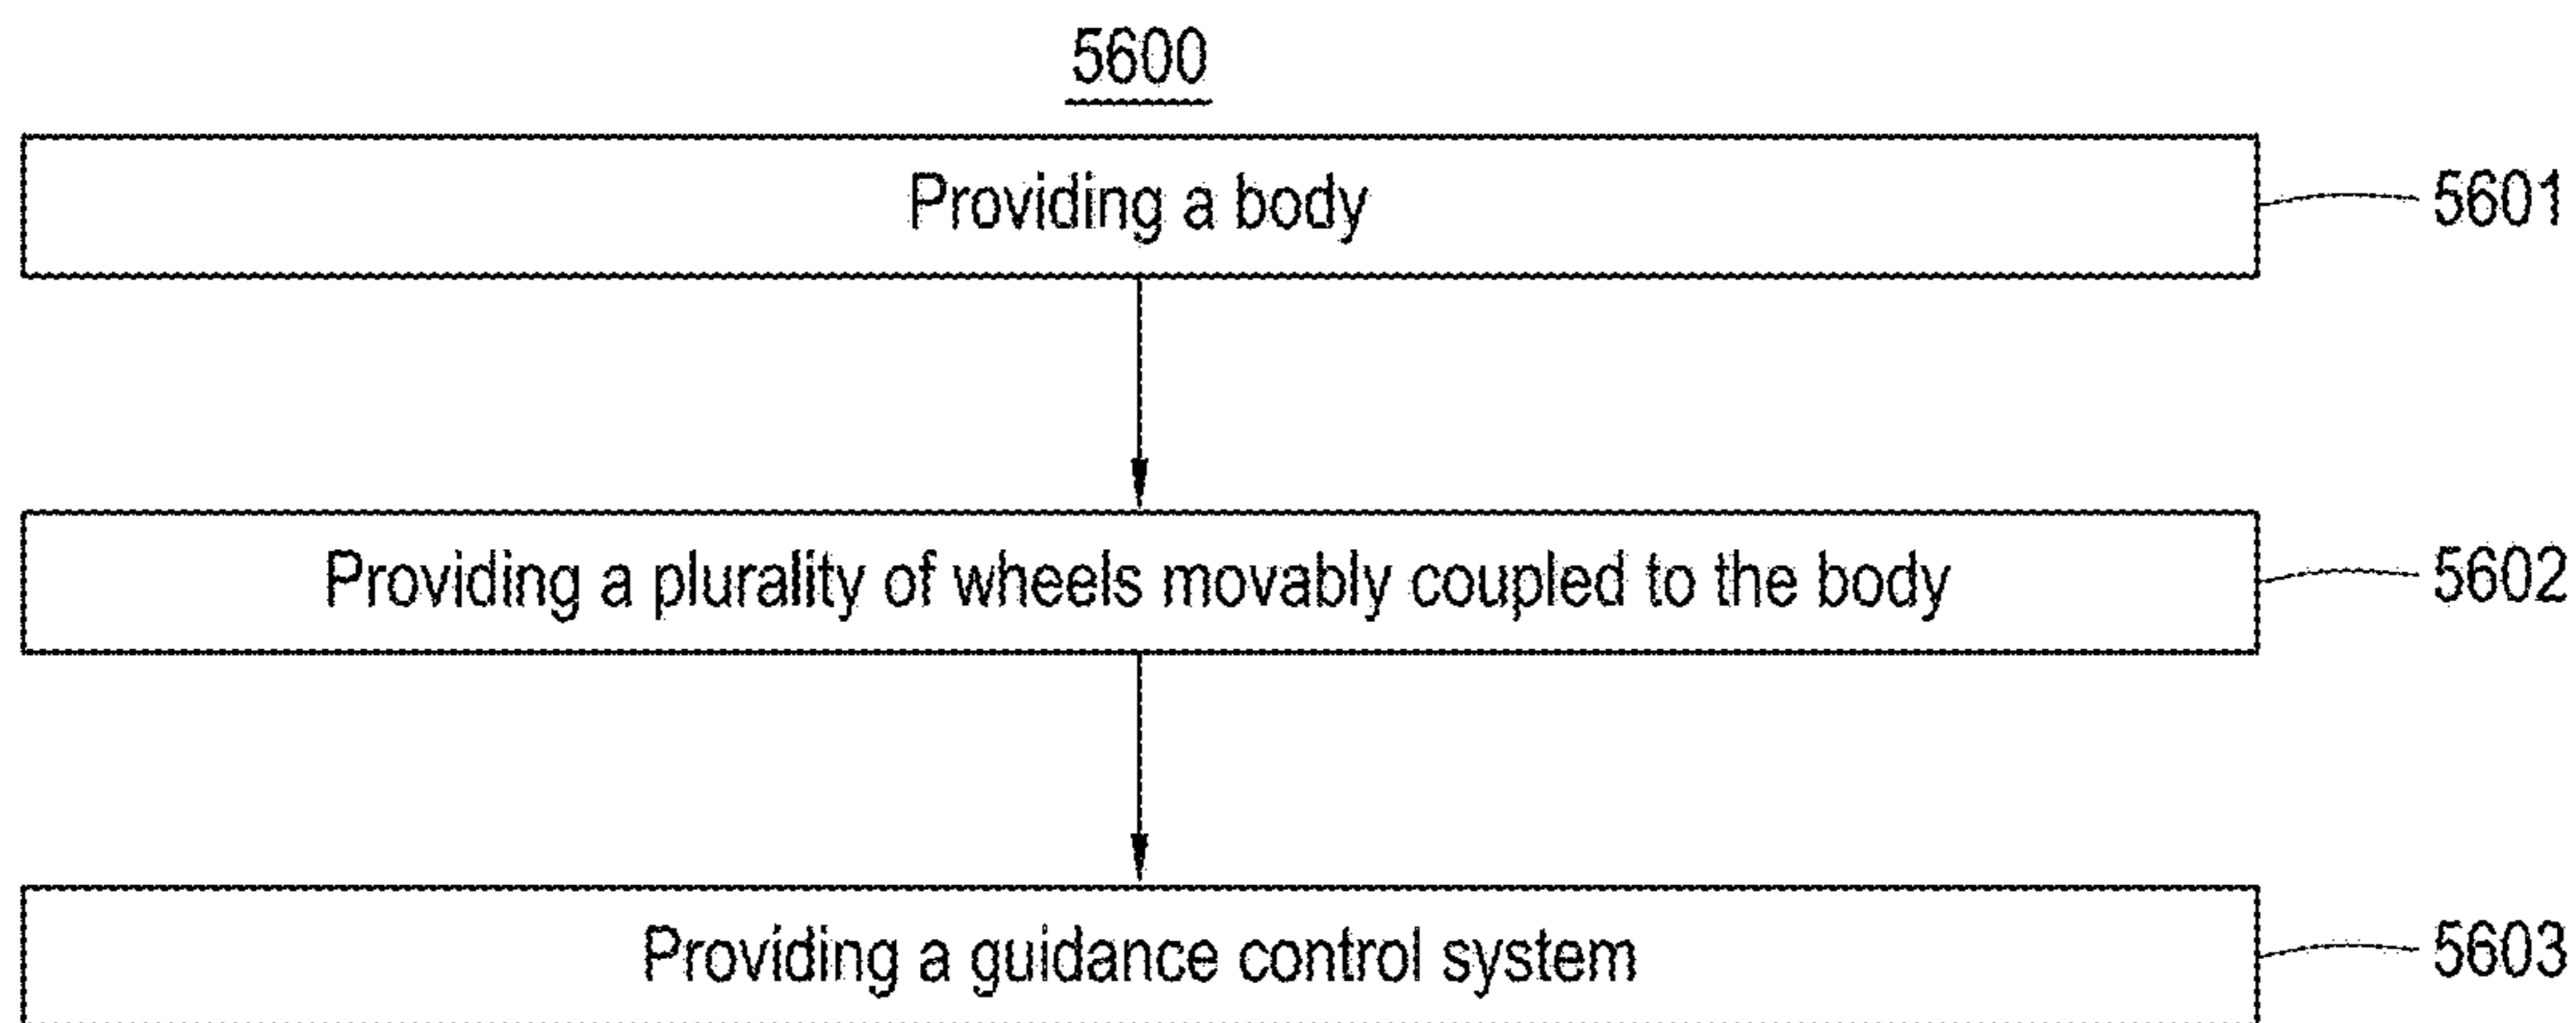 5600
Providing a body
5601
Providing a plurality of wheels movably coupled to the body
5602
Providing a guidance control system
5603